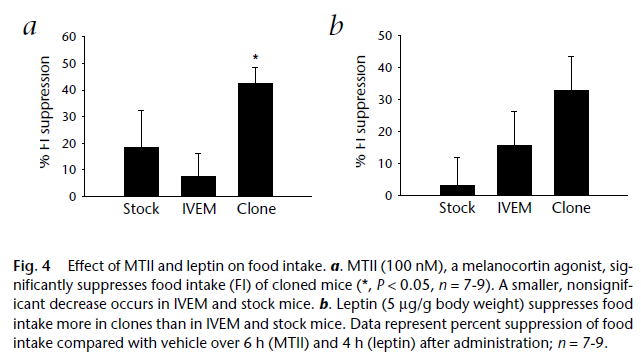 a
b
60
50
40
30
20
10
0
% FI suppression
*
Stock IVEM Clone
50
40
30
20
10
0
% FI suppression
Stock IVEM Clone
Fig. 4 Effect of MTII and leptin on food intake. a. MTII (100 nM), a melanocortin agonist, sig-
nificantly suppresses food intake (FI) of cloned mice (*, P < 0.05, n = 7-9). A smaller, nonsignif-
icant decrease occurs in IVEM and stock mice. b. Leptin (5 µg/g body weight) suppresses food
intake more in clones than in IVEM and stock mice. Data represent percent suppression of food
intake compared with vehicle over 6 h (MTII) and 4 h (leptin) after administration; n = 7-9.